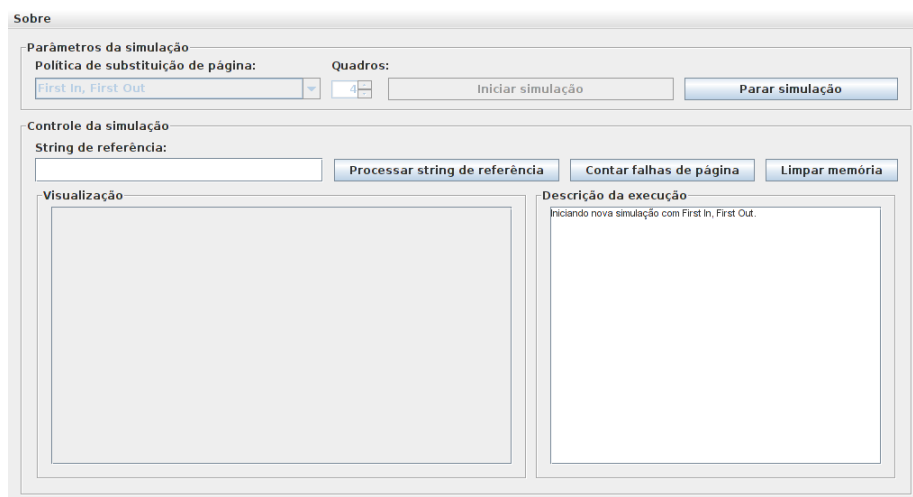 Sobre
Parâmetros da simulação
Política de substituição de página:
Quadros:
First In, First Out
4
Iniciar simulação
Parar simulação
Controle da simulação
String de referência:
Processar string de referência
Contar falhas de página
Limpar memória
Visualização
Descrição da execução
Iniciando nova simulação com First In, First Out.